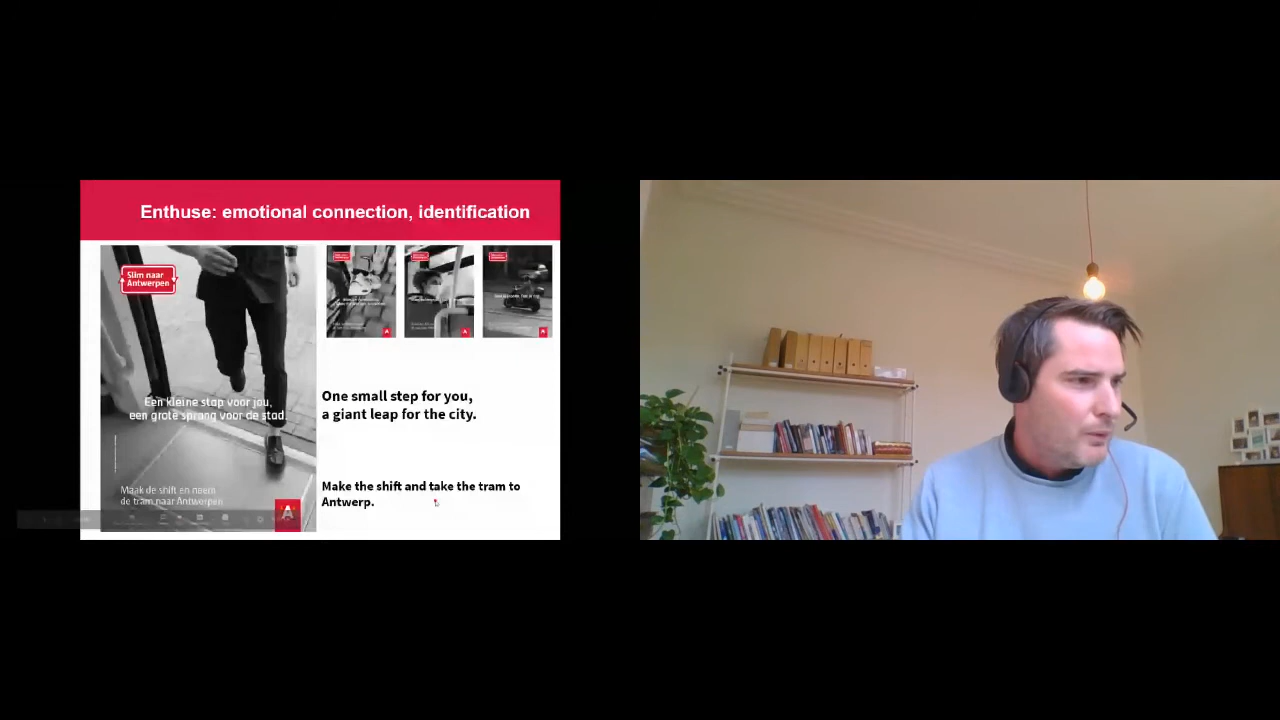 Enthuse: emotional connection, identification
Slim naar
Antwerpen
Een kleine stap voor jou,
een grote sprong voor de stad.
Maak de shift en neem
de tram naar Antwerpen
A
One small step for you,
a giant leap for the city.
Make the shift and take the tram to
Antwerp.